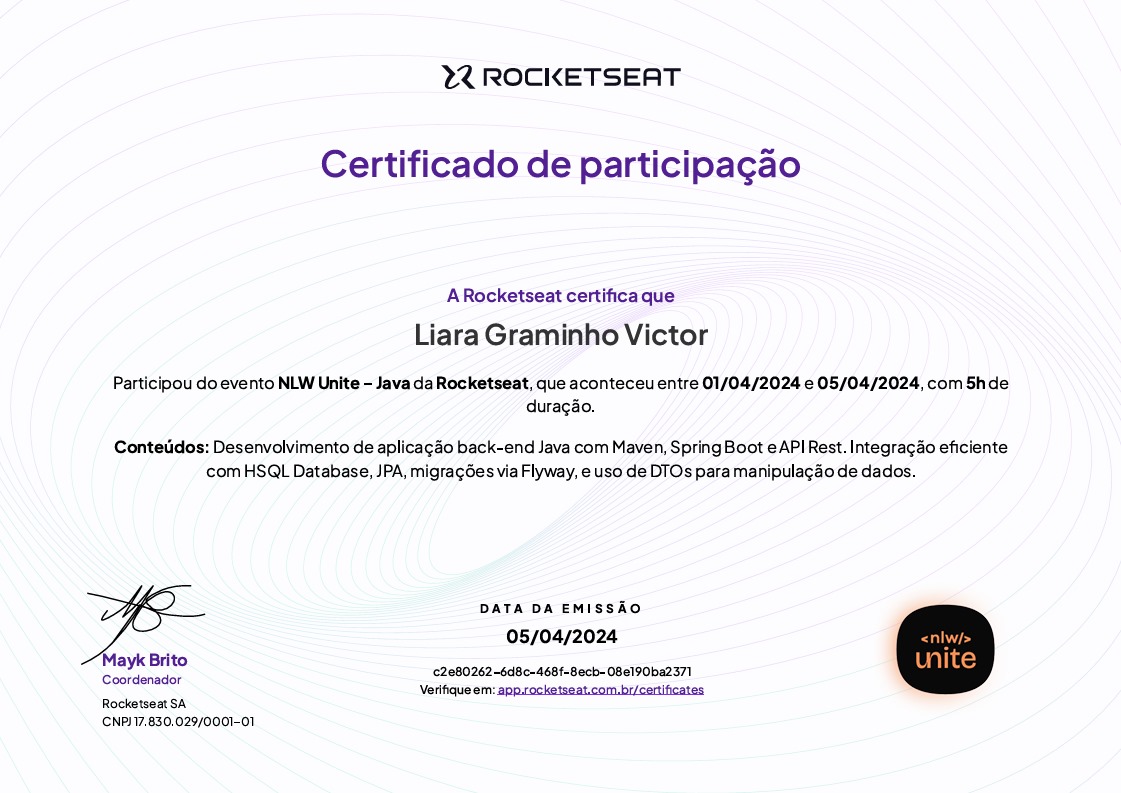 ROCKETSEAT
Certificado de participação
A Rocketseat certifica que
Liara Graminho Victor
Participou do evento NLW Unite – Java da Rocketseat, que aconteceu entre 01/04/2024 e 05/04/2024, com 5h de
duração.
Conteúdos: Desenvolvimento de aplicação back-end Java com Maven, Spring Boot e API Rest. Integração eficiente
com HSQL Database, JPA, migrações via Flyway, e uso de DTOs para manipulação de dados.
Mayk Brito
Coordenador
Rocketseat SA
CNPJ 17.830.029/0001-01
DATA DA EMISSÃO
05/04/2024
c2e80262-6d8c-468f-8ecb-08e190ba2371
Verifique em: app.rocketseat.com.br/certificates
<nlw/>
unite